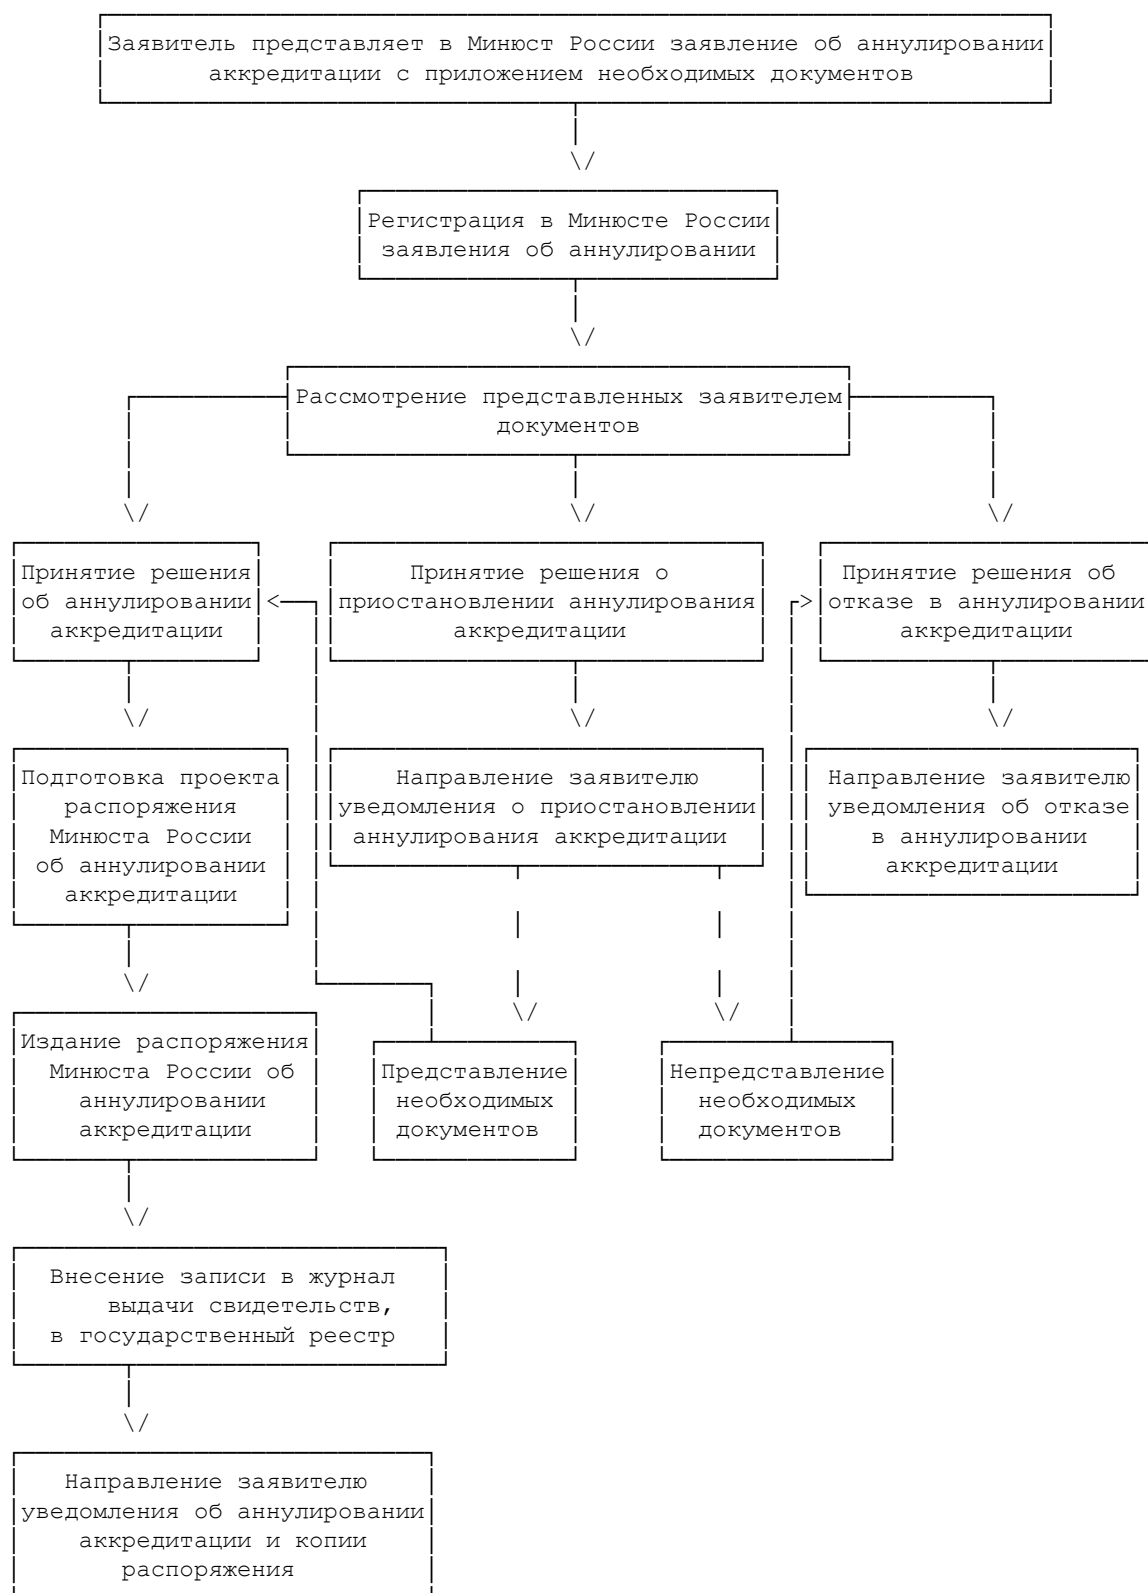 Заявитель представляет в Минюст России заявление об аннулировании
аккредитации с приложением необходимых документов
Регистрация в Минюсте России
заявления об аннулировании
Рассмотрение представленных заявителем
документов
Принятие решения
об аннулировании
аккредитации
Принятие решения о
приостановлении аннулирования
аккредитации
Принятие решения об
отказе в аннулировании
аккредитации
Подготовка проекта
распоряжения
Минюста России
об аннулировании
аккредитации
Направление заявителю
уведомления о приостановлении
аннулирования аккредитации
Направление заявителю
уведомления об отказе
в аннулировании
аккредитации
Издание распоряжения
Минюста России об
аннулировании
аккредитации
Представление
необходимых
документов
Непредставление
необходимых
документов
Внесение записи в журнал
выдачи свидетельств,
в государственный реестр
Направление заявителю
уведомления об аннулировании
аккредитации и копии
распоряжения